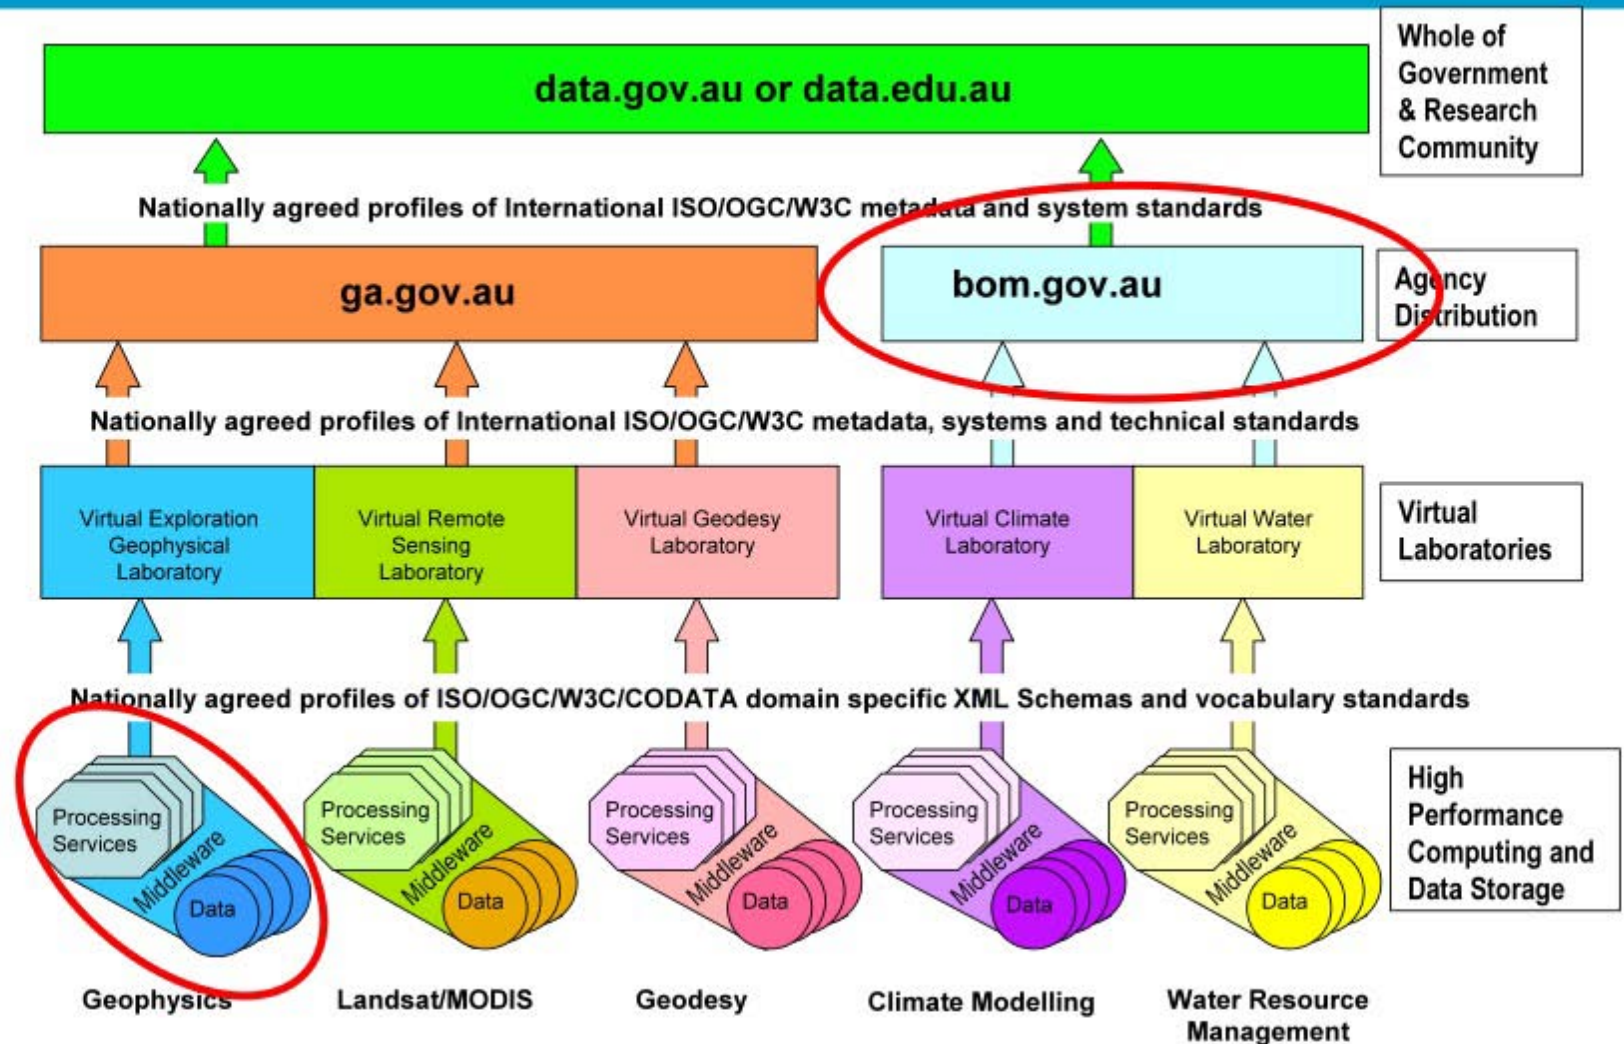 data.gov.au or data.edu.au
Whole of
Government
& Research
Community
Nationally agreed profiles of International ISO/OGC/W3C metadata and system standards
ga.gov.au
bom.gov.au
Agency
Distribution
Nationally agreed profiles of International ISO/OGC/W3C metadata, systems and technical standards
Virtual Exploration
Geophysical
Laboratory
Virtual Remote
Sensing
Laboratory
Virtual Geodesy
Laboratory
Virtual Climate
Laboratory
Virtual Water
Laboratory
Virtual
Laboratories
Nationally agreed profiles of ISO/OGC/W3C/CODATA domain specific XML Schemas and vocabulary standards
Processing
Services
Middleware
Data
Processing
Services
Middleware
Data
Processing
Services
Middleware
Data
Processing
Services
Middleware
Data
Processing
Services
Middleware
Data
High
Performance
Computing and
Data Storage
Geophysics
Landsat/MODIS
Geodesy
Climate Modelling
Water Resource
Management